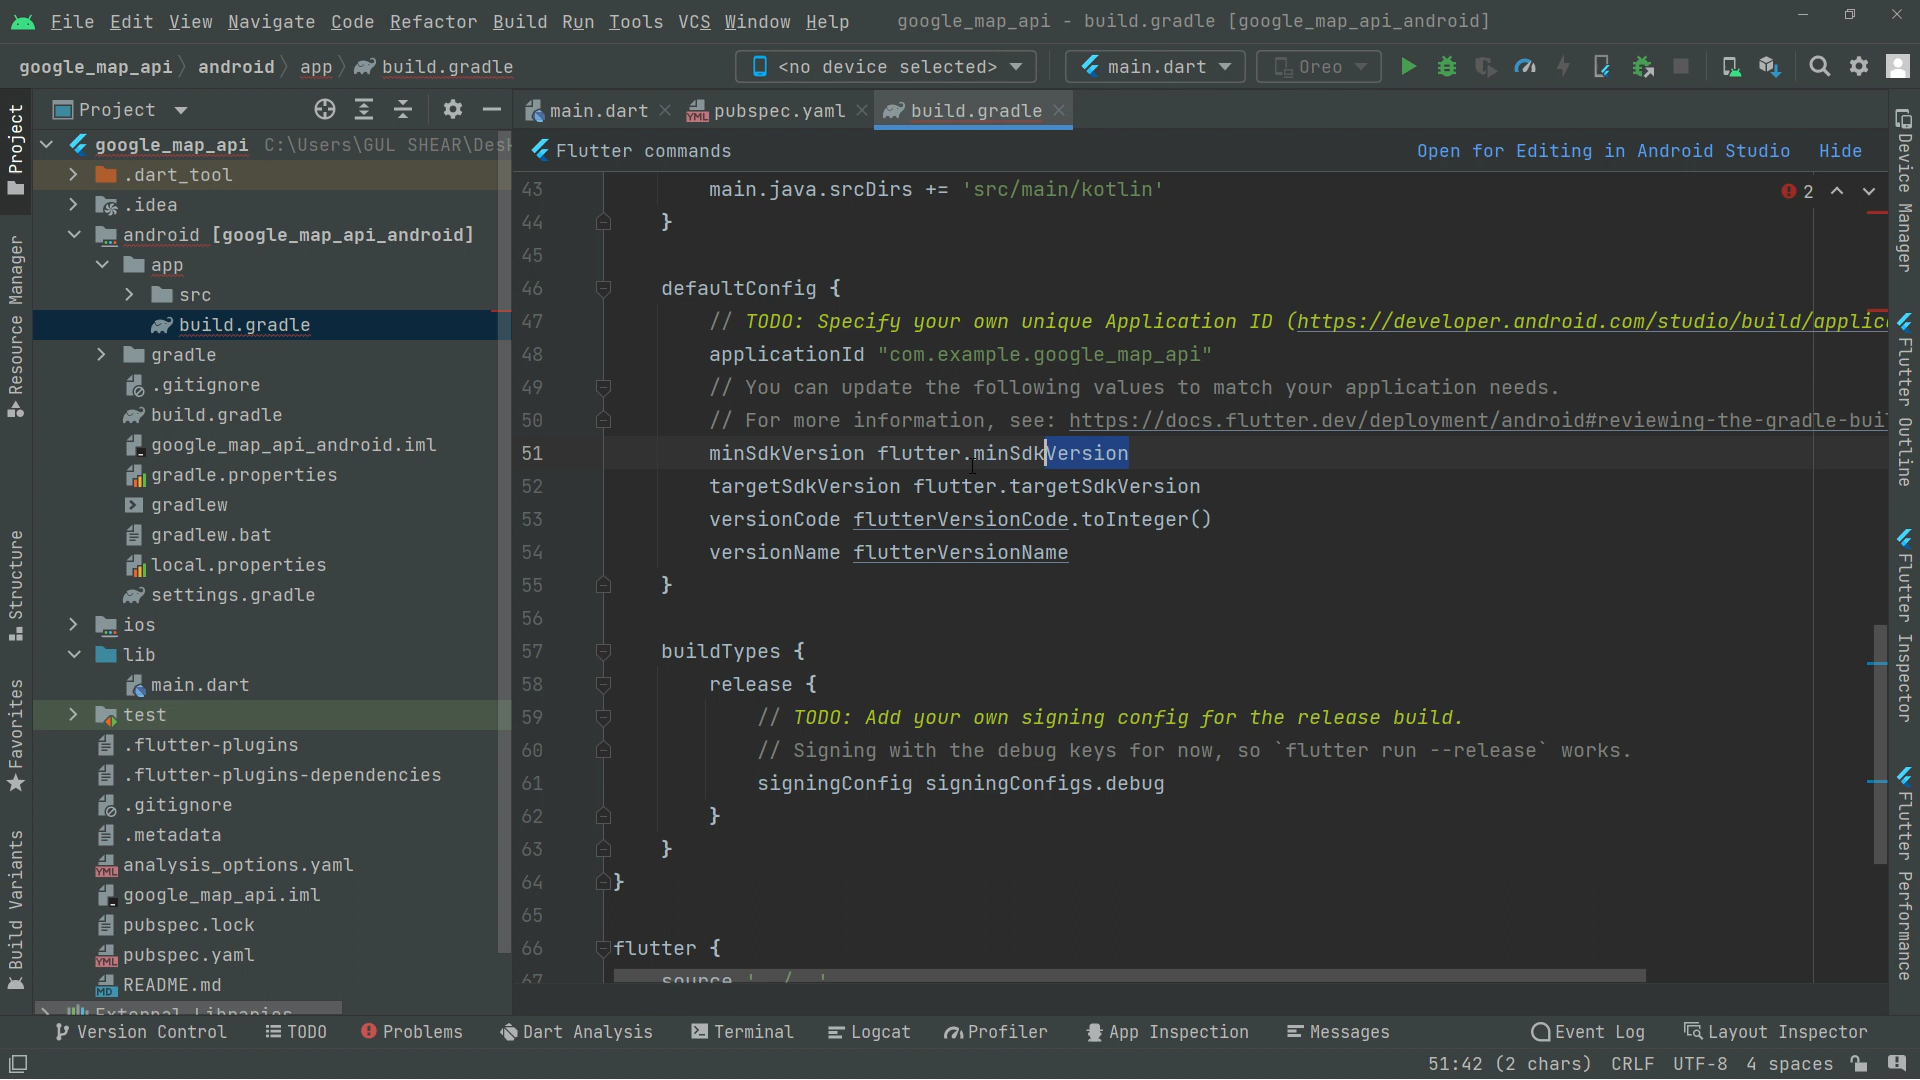 File Edit View Navigate Code Refactor Build Run Tools VCS Window Help google_map_api - build.gradle [google_map_api_android]
google_map_api android app build.gradle <no device selected> main.dart Oreo
Project
main.dart pubspec.yaml build.gradle
Flutter commands Open for Editing in Android Studio Hide
google_map_api C:\Users\GUL SHEAR\Desk
.dart_tool
.idea
android [google_map_api_android]
app
src
build.gradle
gradle
.gitignore
build.gradle
google_map_api_android.iml
gradle.properties
gradlew
gradlew.bat
local.properties
settings.gradle
ios
lib
main.dart
test
.flutter-plugins
.flutter-plugins-dependencies
.gitignore
.metadata
analysis_options.yaml
google_map_api.iml
pubspec.lock
pubspec.yaml
README.md
External Libraries
43 main.java.srcDirs += 'src/main/kotlin'
44 }
45
46 defaultConfig {
47 // TODO: Specify your own unique Application ID (https://developer.android.com/studio/build/applic
48 applicationId "com.example.google_map_api"
49 // You can update the following values to match your application needs.
50 // For more information, see: https://docs.flutter.dev/deployment/android#reviewing-the-gradle-bui
51 minSdkVersion flutter.minSdkVersion
52 targetSdkVersion flutter.targetSdkVersion
53 versionCode flutterVersionCode.toInteger()
54 versionName flutterVersionName
55 }
56
57 buildTypes {
58 release {
59 // TODO: Add your own signing config for the release build.
60 // Signing with the debug keys for now, so `flutter run --release` works.
61 signingConfig signingConfigs.debug
62 }
63 }
64 }
65
66 flutter {
67 source '../..'
2
Project
Resource Manager
Structure
Favorites
Build Variants
Device Manager
Flutter Outline
Flutter Inspector
Flutter Performance
Version Control TODO Problems Dart Analysis Terminal Logcat Profiler App Inspection Messages Event Log Layout Inspector
51:42 (2 chars) CRLF UTF-8 4 spaces